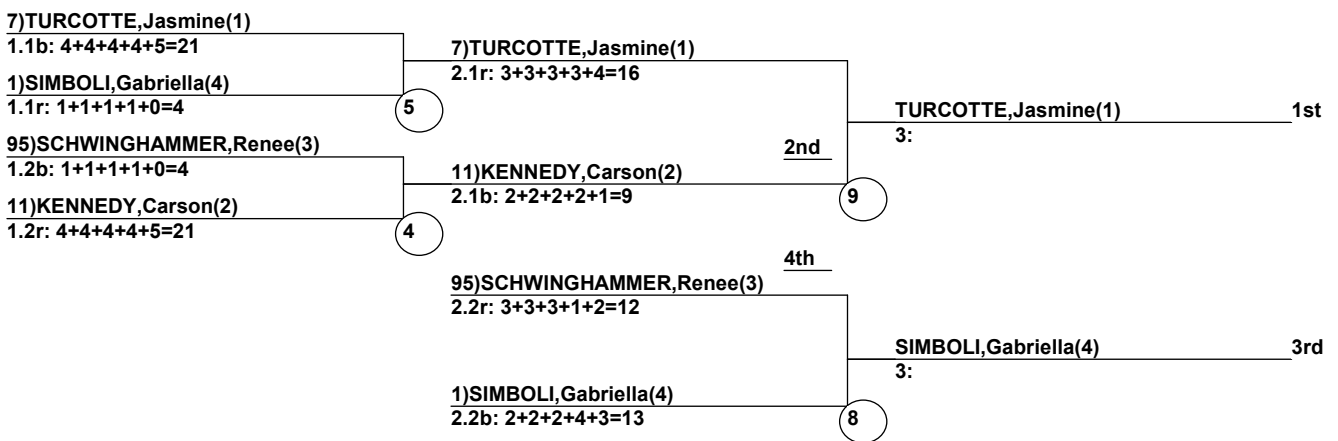 7)TURCOTTE,Jasmine(1)
1.1b: 4+4+4+4+5=21
1)SIMBOLI,Gabriella(4)
1.1r: 1+1+1+1+0=4
5
95)SCHWINGHAMMER,Renee(3)
1.2b: 1+1+1+1+0=4
11)KENNEDY,Carson(2)
1.2r: 4+4+4+4+5=21
4
7)TURCOTTE,Jasmine(1)
2.1r: 3+3+3+3+4=16
2nd
11)KENNEDY,Carson(2)
2.1b: 2+2+2+2+1=9
9
TURCOTTE,Jasmine(1) 1st
3:
4th
95)SCHWINGHAMMER,Renee(3)
2.2r: 3+3+3+1+2=12
1)SIMBOLI,Gabriella(4)
2.2b: 2+2+2+4+3=13
8
SIMBOLI,Gabriella(4) 3rd
3: